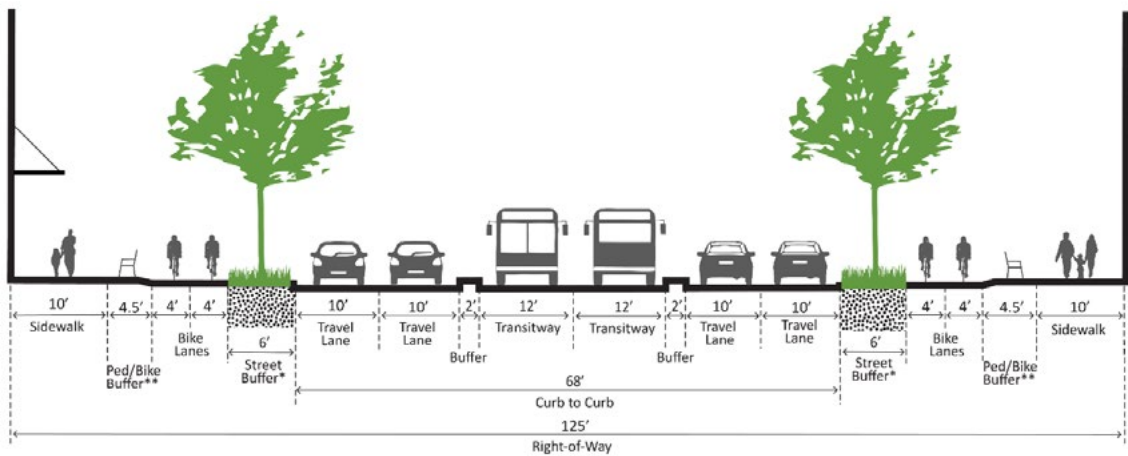 10' 4.5' 4' 4' 10' 10' 2' 12' 12' 2' 10' 10' 4' 4' 4.5' 10'
Sidewalk Bike Lanes Travel Lane Travel Lane Transitway Transitway Travel Lane Travel Lane Bike Lanes Sidewalk
6' 6'
Ped/Bike Buffer** Street Buffer* Buffer Buffer Street Buffer* Ped/Bike Buffer**
68'
Curb to Curb
125'
Right-of-Way